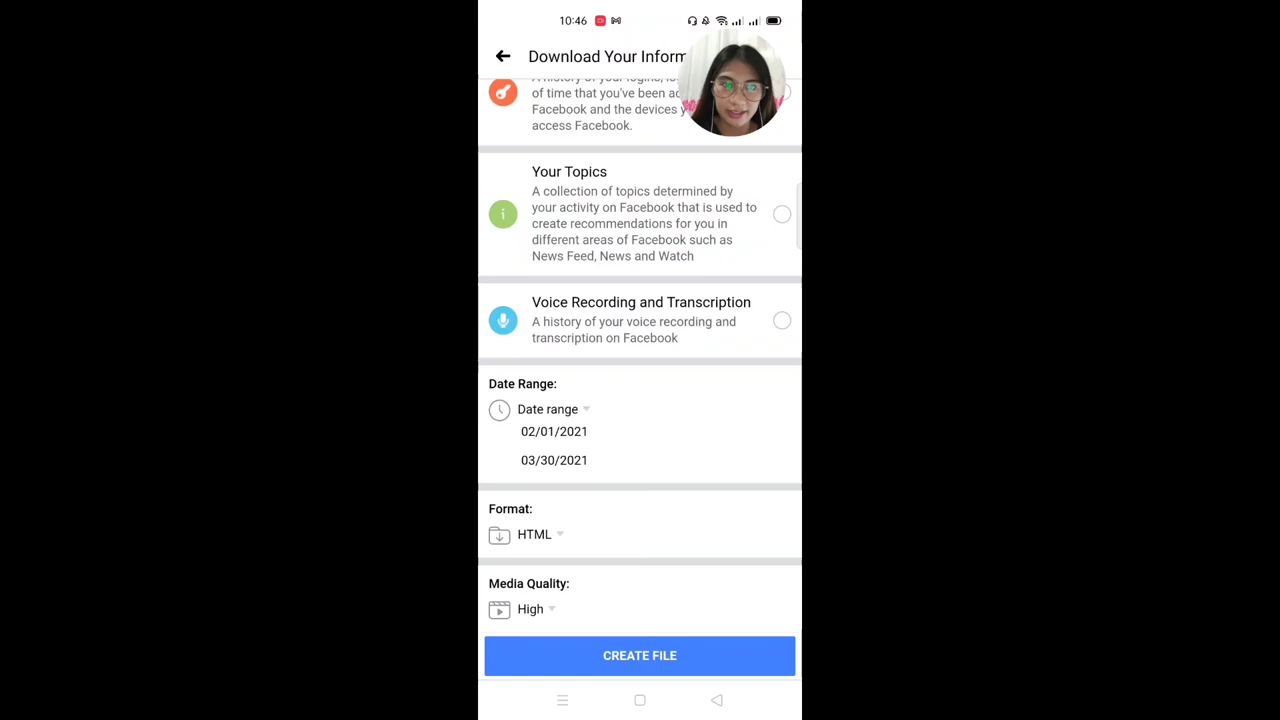 10:46
Download Your Inform
of time that you've been ac
Facebook and the devices y
access Facebook.
Your Topics
A collection of topics determined by
your activity on Facebook that is used to
create recommendations for you in
different areas of Facebook such as
News Feed, News and Watch
Voice Recording and Transcription
A history of your voice recording and
transcription on Facebook
Date Range:
Date range
02/01/2021
03/30/2021
Format:
HTML
Media Quality:
High
CREATE FILE